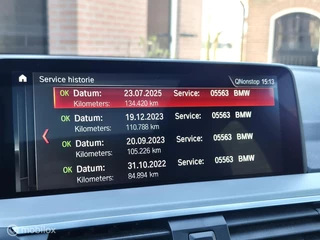 Service historie
QNonstop 15:13
OK Datum: 23.07.2025 Service: 05563 BMW
Kilometers: 134.420 km
OK Datum: 19.12.2023 Service: 05563 BMW
Kilometers: 110.788 km
OK Datum: 20.09.2023 Service: 05563 BMW
Kilometers: 105.226 km
OK Datum: 31.10.2022 Service: 05563 BMW
Kilometers: 84.894 km
Marktplaats